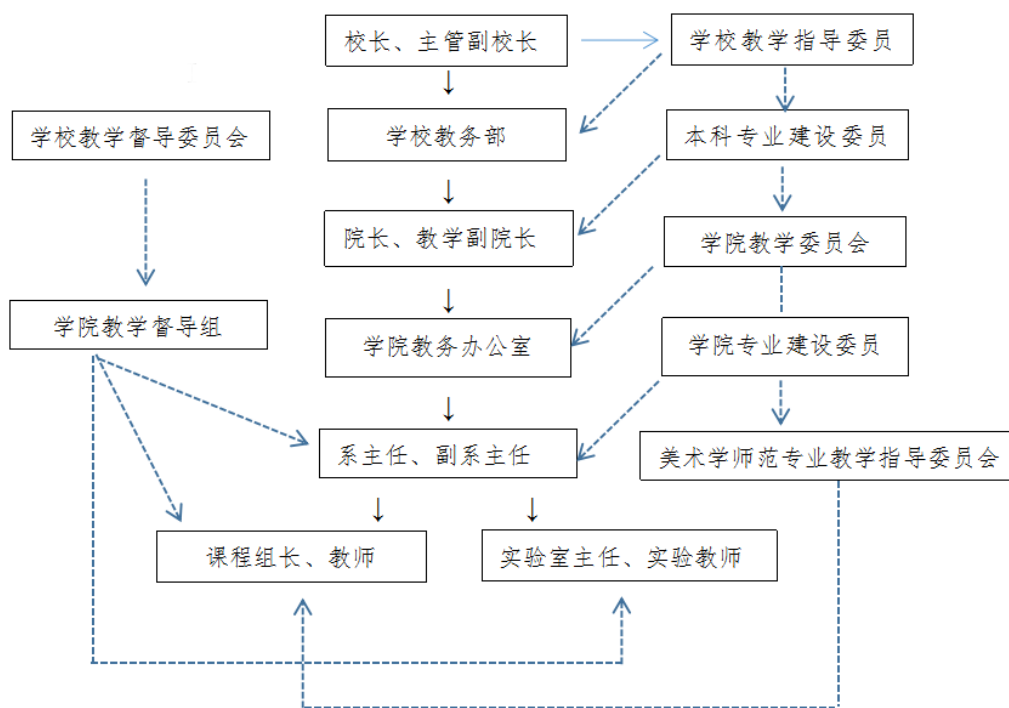 校长、主管副校长
学校教学指导委员
学校教学督导委员会
学校教务部
本科专业建设委员
院长、教学副院长
学院教学委员会
学院教学督导组
学院教务办公室
学院专业建设委员
系主任、副系主任
美术学师范专业教学指导委员会
课程组长、教师
实验室主任、实验教师